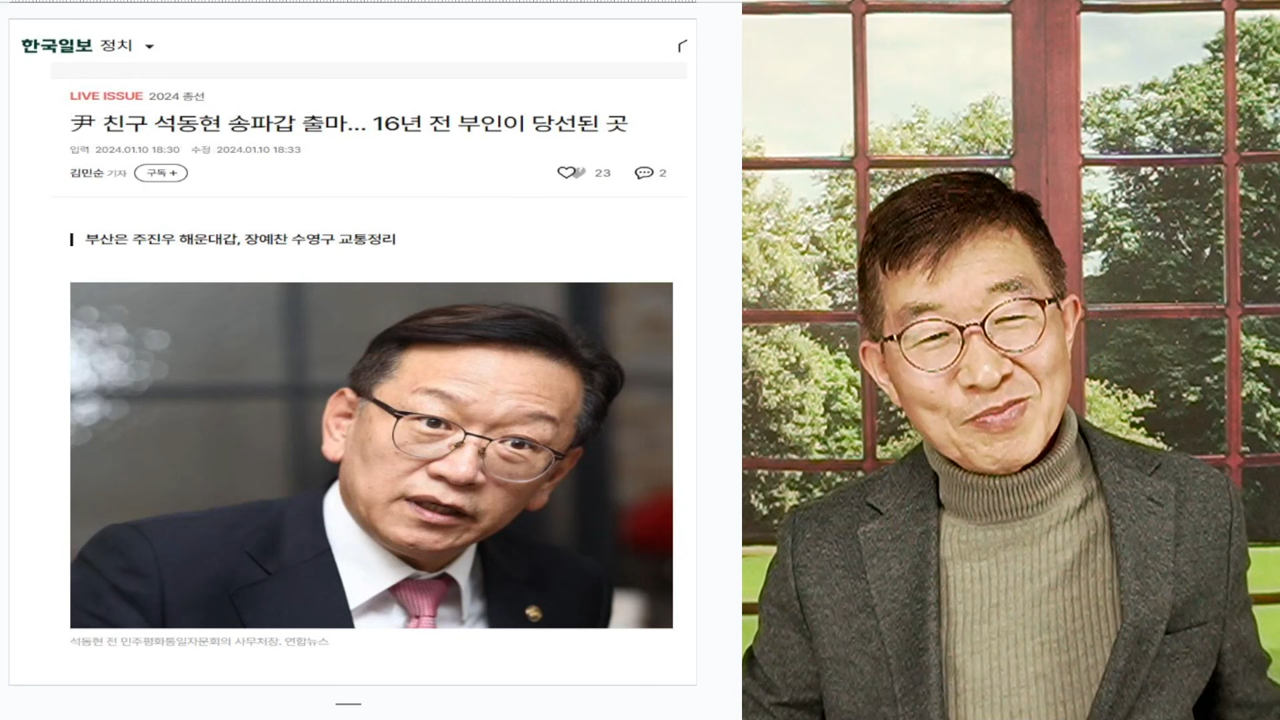 한국일보 정치
LIVE ISSUE 2024 총선
尹 친구 석동현 송파갑 출마... 16년 전 부인이 당선된 곳
입력 2024.01.10 18:30 수정 2024.01.10 18:33
김민순 기자 구독 + 23 2
부산은 주진우 해운대갑, 장예찬 수영구 교통정리
석동현 전 민주평화통일자문회의 사무처장. 연합뉴스